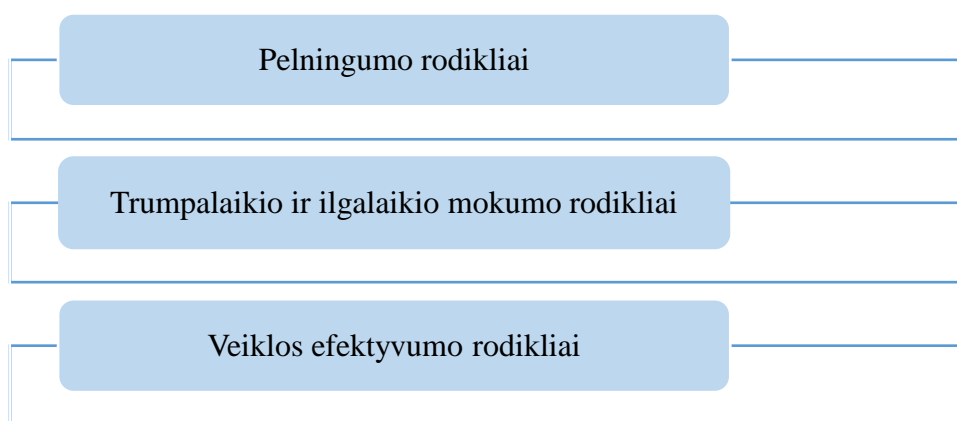 Pelningumo rodikliai
Trumpalaikio ir ilgalaikio mokumo rodikliai
Veiklos efektyvumo rodikliai